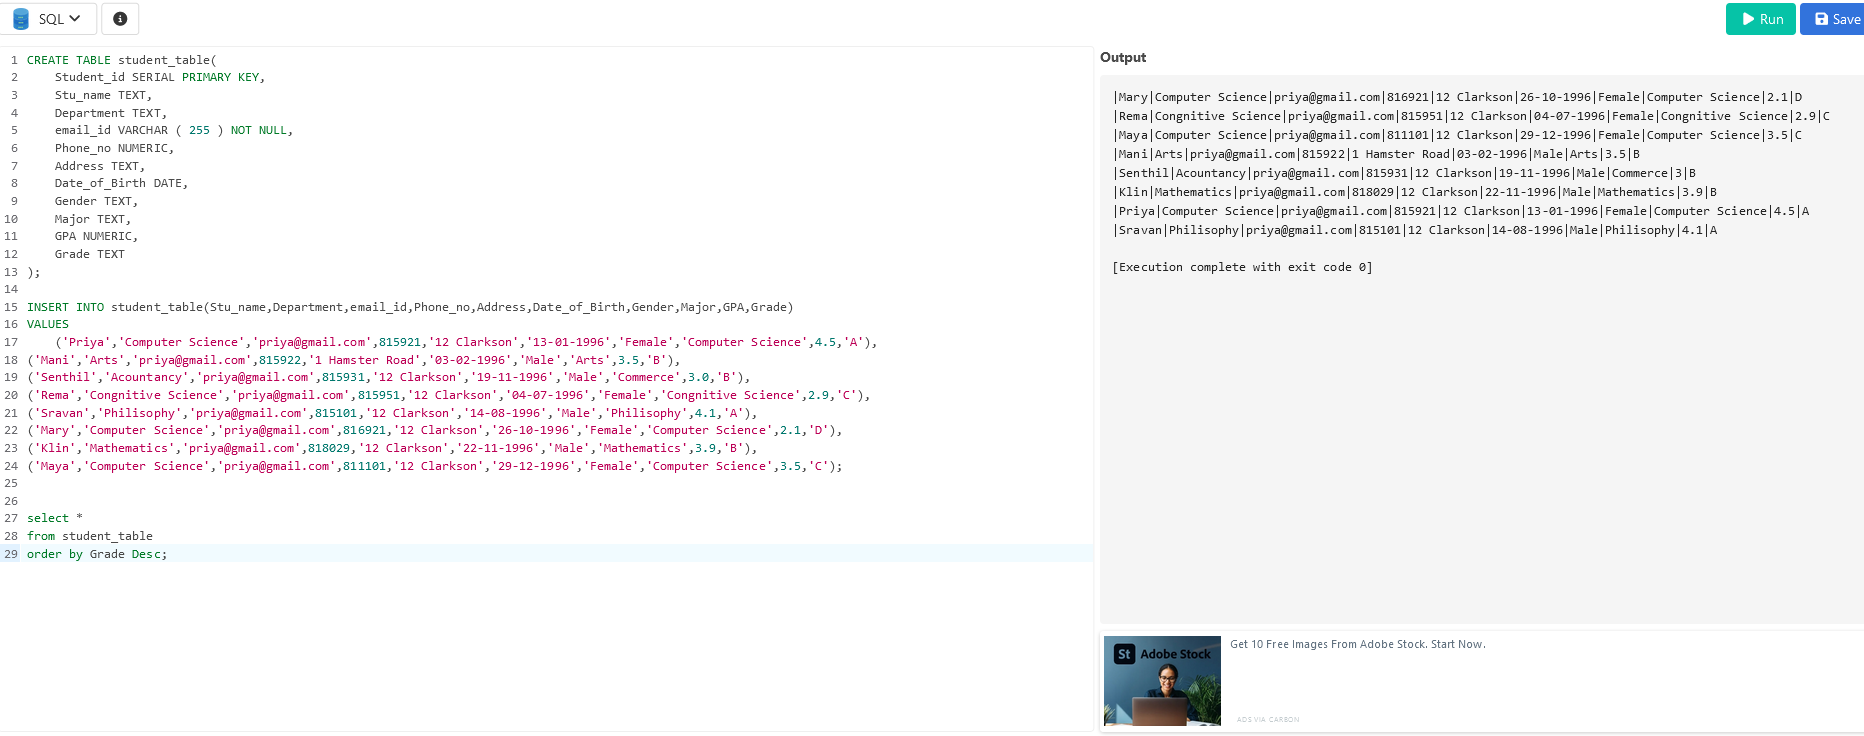 SQL
Run
Save
1 CREATE TABLE student_table(
2 Student_id SERIAL PRIMARY KEY,
3 Stu_name TEXT,
4 Department TEXT,
5 email_id VARCHAR ( 255 ) NOT NULL,
6 Phone_no NUMERIC,
7 Address TEXT,
8 Date_of_Birth DATE,
9 Gender TEXT,
10 Major TEXT,
11 GPA NUMERIC,
12 Grade TEXT
13 );
14
15 INSERT INTO student_table(Stu_name,Department,email_id,Phone_no,Address,Date_of_Birth,Gender,Major,GPA,Grade)
16 VALUES
17 ('Priya','Computer Science','priya@gmail.com',815921,'12 Clarkson','13-01-1996','Female','Computer Science',4.5,'A'),
18 ('Mani','Arts','priya@gmail.com',815922,'1 Hamster Road','03-02-1996','Male','Arts',3.5,'B'),
19 ('Senthil','Acountancy','priya@gmail.com',815931,'12 Clarkson','19-11-1996','Male','Commerce',3.0,'B'),
20 ('Rema','Congnitive Science','priya@gmail.com',815951,'12 Clarkson','04-07-1996','Female','Congnitive Science',2.9,'C'),
21 ('Sravan','Philisophy','priya@gmail.com',815101,'12 Clarkson','14-08-1996','Male','Philisophy',4.1,'A'),
22 ('Mary','Computer Science','priya@gmail.com',816921,'12 Clarkson','26-10-1996','Female','Computer Science',2.1,'D'),
23 ('Klin','Mathematics','priya@gmail.com',818029,'12 Clarkson','22-11-1996','Male','Mathematics',3.9,'B'),
24 ('Maya','Computer Science','priya@gmail.com',811101,'12 Clarkson','29-12-1996','Female','Computer Science',3.5,'C');
25
26
27 select *
28 from student_table
29 order by Grade Desc;
Output
|Mary|Computer Science|priya@gmail.com|816921|12 Clarkson|26-10-1996|Female|Computer Science|2.1|D
|Rema|Congnitive Science|priya@gmail.com|815951|12 Clarkson|04-07-1996|Female|Congnitive Science|2.9|C
|Maya|Computer Science|priya@gmail.com|811101|12 Clarkson|29-12-1996|Female|Computer Science|3.5|C
|Mani|Arts|priya@gmail.com|815922|1 Hamster Road|03-02-1996|Male|Arts|3.5|B
|Senthil|Acountancy|priya@gmail.com|815931|12 Clarkson|19-11-1996|Male|Commerce|3|B
|Klin|Mathematics|priya@gmail.com|818029|12 Clarkson|22-11-1996|Male|Mathematics|3.9|B
|Priya|Computer Science|priya@gmail.com|815921|12 Clarkson|13-01-1996|Female|Computer Science|4.5|A
|Sravan|Philisophy|priya@gmail.com|815101|12 Clarkson|14-08-1996|Male|Philisophy|4.1|A
[Execution complete with exit code 0]
St Adobe Stock
Get 10 Free Images From Adobe Stock. Start Now.
ADS VIA CARBON